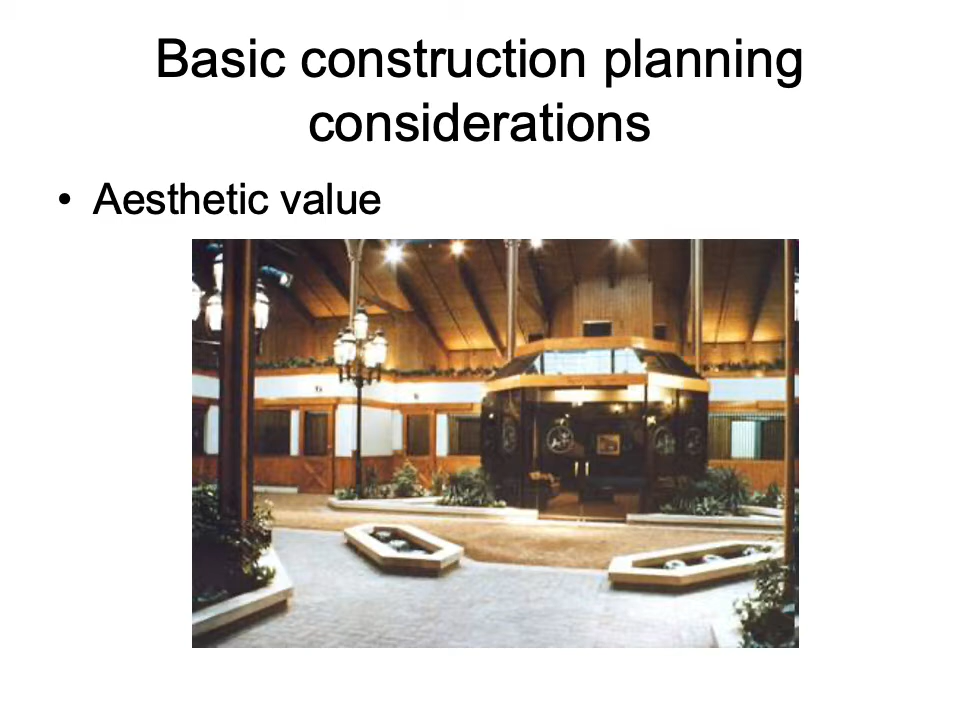 Basic construction planning
considerations
• Aesthetic value